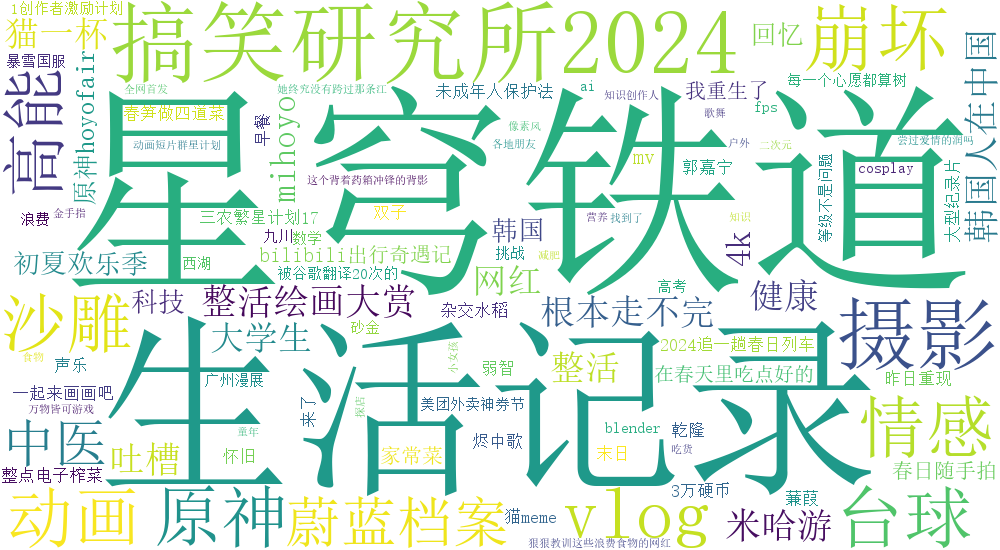 1创作者激励计划
猫一杯
搞笑研究所2024
回忆
崩坏
韩国人在中国
暴雪国服
高能
原神hoyofair
全网首发
她终究没有跨过那条江
未成年人保护法
ai
知识创作人
我重生了
每一个心愿都算树
fps
春笋做四道菜
早餐
mihoyo
像素风
歌舞
动画短片群星计划
各地朋友
户外
二次元
尝过爱情的润吗
星穹铁道
mv
郭嘉宁
cosplay
这个背着药箱冲锋的背影
等级不是问题
大型纪录片
浪费
金手指
三农繁星计划17
双子
营养
找到了
知识
九川
数学
韩国
挑战
减肥
4k
初夏欢乐季
西湖
bilibili出行奇遇记
被谷歌翻译20次的
网红
高考
健康
沙雕
科技
整活绘画大赏
杂交水稻
根本走不完
摄影
大学生
砂金
小女孩
2024追一趟春日列车
食物
声乐
生活记录
弱智
整活
在春天里吃点好的
昨日重现
广州漫展
一起来画画吧
万物皆可游戏
来了
探店
美团外卖神券节
情感
中医
吐槽
童年
怀旧
家常菜
烬中歌
blender
末日
乾隆
吃货
春日随手拍
整点电子榨菜
动画
原神
蔚蓝档案
猫meme
vlog
3万硬币
蒹葭
米哈游
台球
狠狠教训这些浪费食物的网红